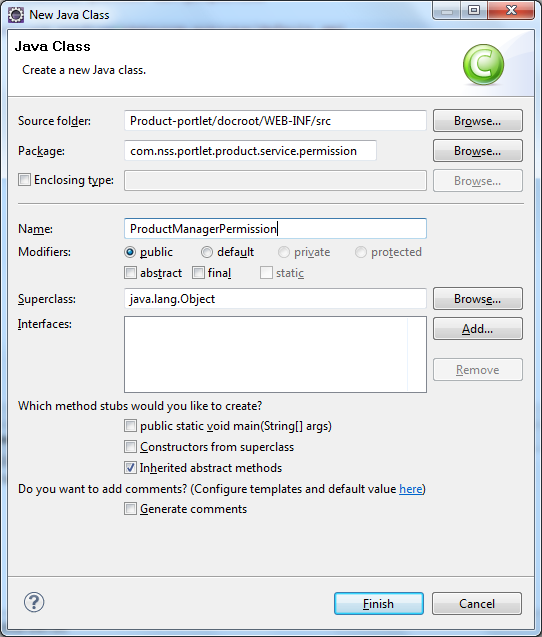 New Java Class
Java Class
Create a new Java class.
C
Source folder: Product-portlet/docroot/WEB-INF/src Browse...
Package: com.nss.portlet.product.service.permission Browse...
Enclosing type: Browse...
Name: ProductManagerPermission
Modifiers: public default private protected
abstract final static
Superclass: java.lang.Object Browse...
Interfaces: Add...
Remove
Which method stubs would you like to create?
public static void main(String[] args)
Constructors from superclass
Inherited abstract methods
Do you want to add comments? (Configure templates and default value here)
Generate comments
? Finish Cancel